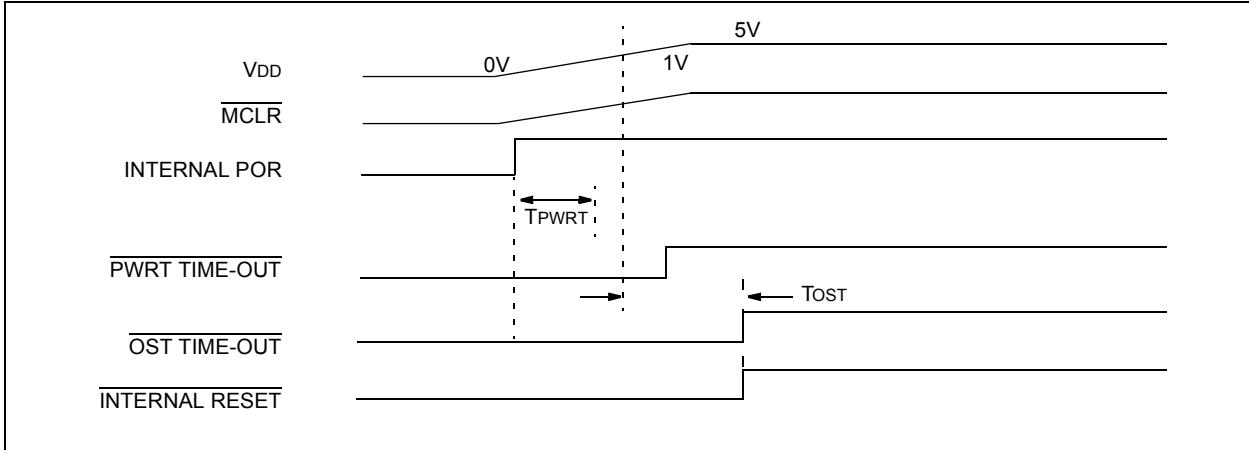 5V
VDD 0V 1V
MCLR
INTERNAL POR
TPWRT
PWRT TIME-OUT
TOST
OST TIME-OUT
INTERNAL RESET